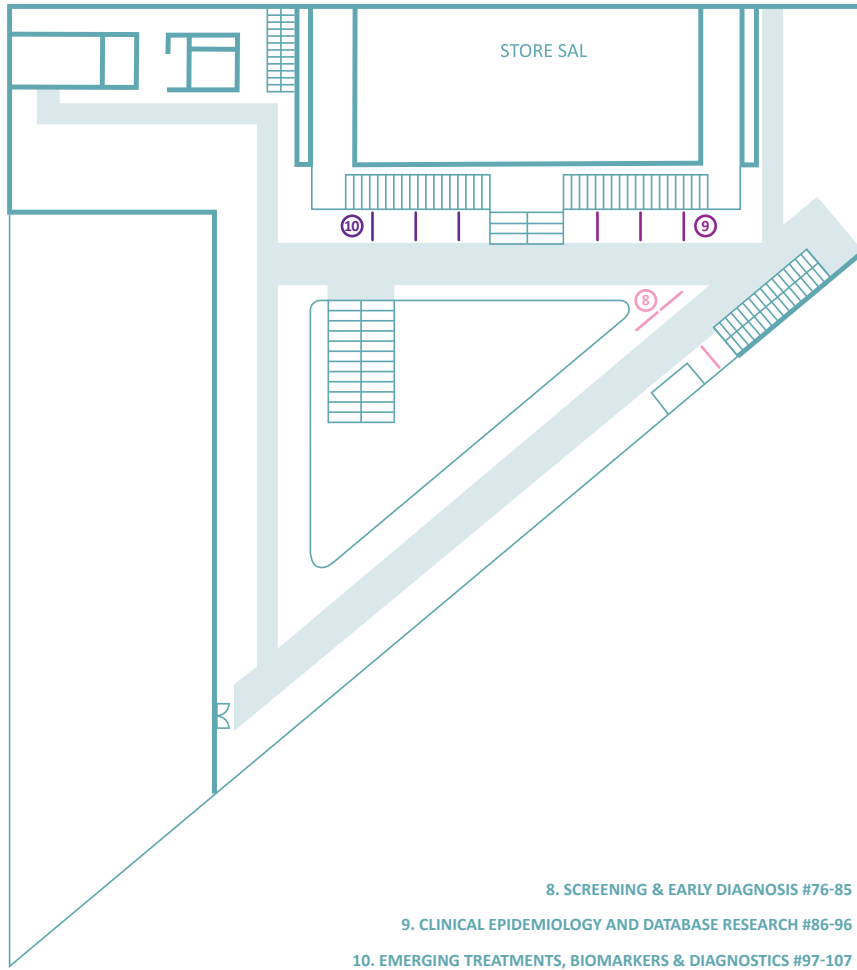 STORE SAL
10
9
8
8. SCREENING & EARLY DIAGNOSIS #76-85
9. CLINICAL EPIDEMIOLOGY AND DATABASE RESEARCH #86-96
10. EMERGING TREATMENTS, BIOMARKERS & DIAGNOSTICS #97-107